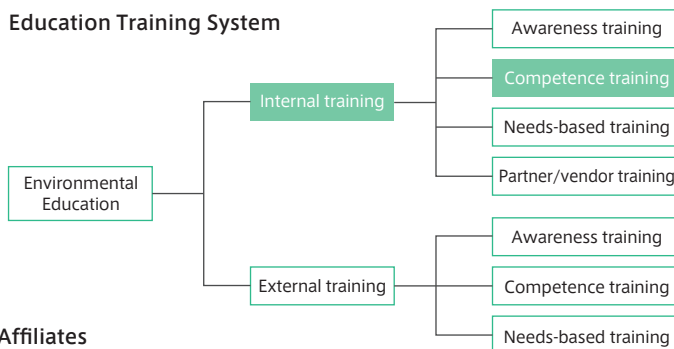 Education Training System
Awareness training
Competence training
Internal training
Needs-based training
Partner/vendor training
Environmental
Education
Awareness training
External training
Competence training
Needs-based training
Affiliates